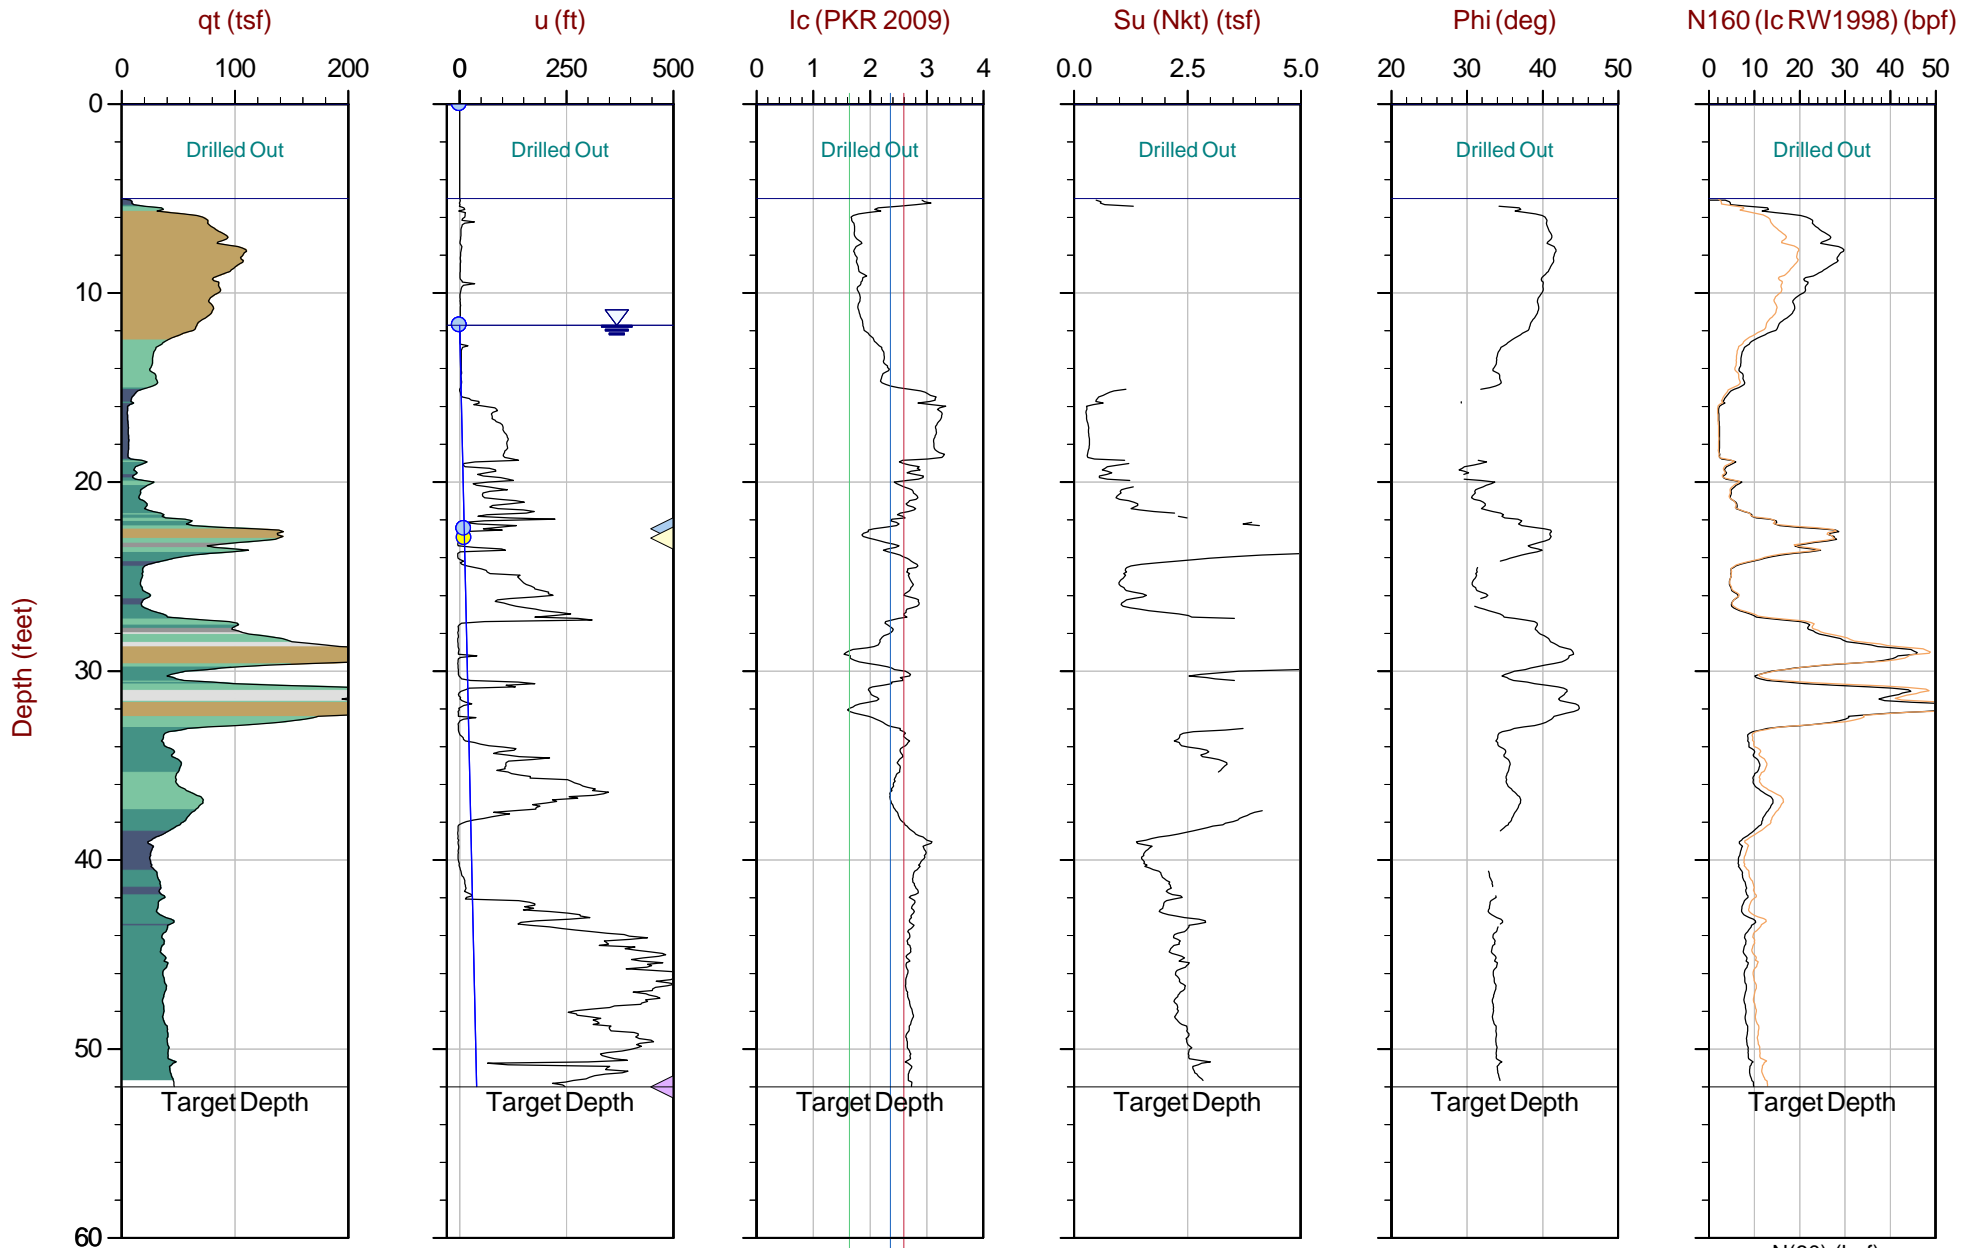 qt (tsf) u (ft) Ic (PKR 2009) Su (Nkt) (tsf) Phi (deg) N160 (Ic RW1998) (bpf)
0 100 200 0 250 500 0 1 2 3 4 0.0 2.5 5.0 20 30 40 50 0 10 20 30 40 50
0
Drilled Out Drilled Out Drilled Out Drilled Out Drilled Out Drilled Out
10
20
30
Depth (feet)
40
50
Target Depth Target Depth Target Depth Target Depth Target Depth Target Depth
60